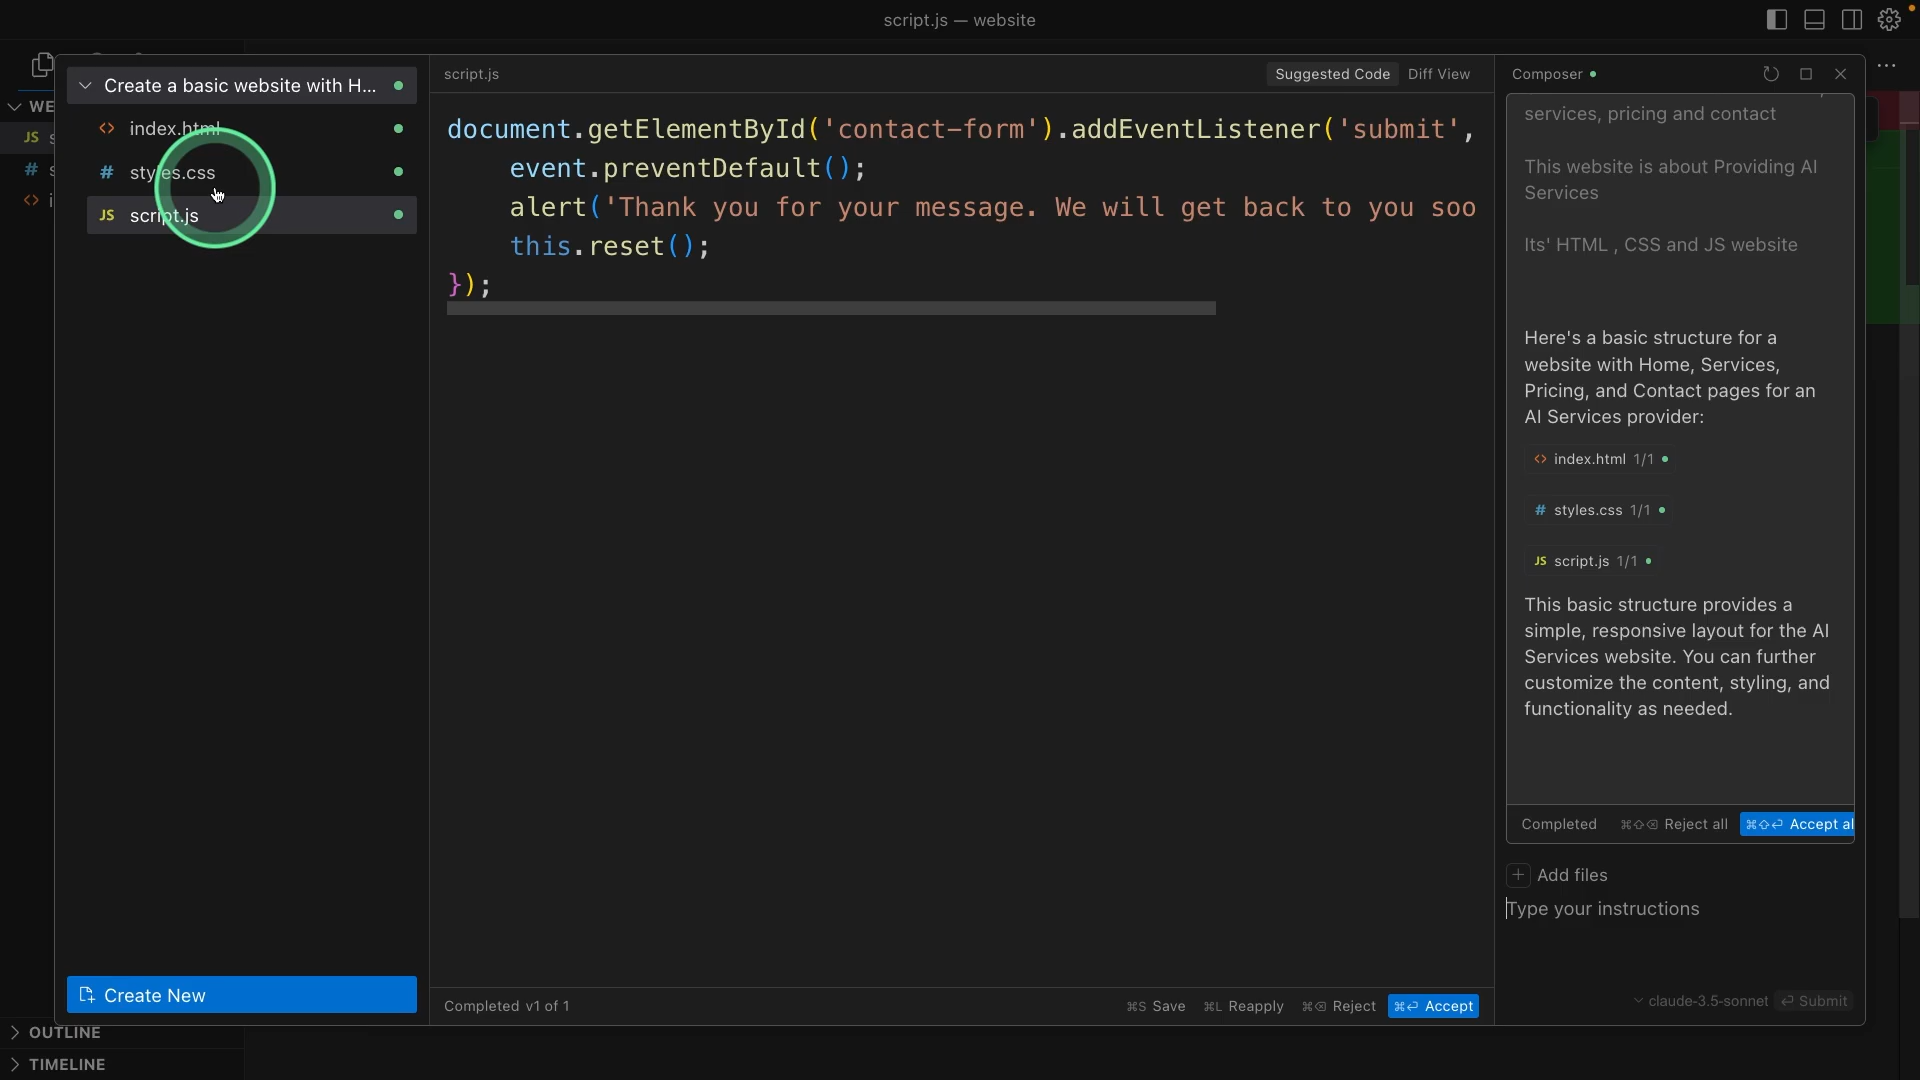 script.js — website
WE
JS s
# s
<> i
Create a basic website with H...
<> index.html
# styles.css
JS script.js
Create New
OUTLINE
TIMELINE
script.js
Suggested Code Diff View
document.getElementById('contact-form').addEventListener('submit',
event.preventDefault();
alert('Thank you for your message. We will get back to you soo
this.reset();
});
Completed v1 of 1
⌘S Save ⌘L Reapply ⌘⌫ Reject ⌘⏎ Accept
Composer
services, pricing and contact
This website is about Providing AI
Services
Its' HTML , CSS and JS website
Here's a basic structure for a
website with Home, Services,
Pricing, and Contact pages for an
AI Services provider:
<> index.html 1/1
# styles.css 1/1
JS script.js 1/1
This basic structure provides a
simple, responsive layout for the AI
Services website. You can further
customize the content, styling, and
functionality as needed.
Completed ⌘⇧⌫ Reject all ⌘⇧⏎ Accept al
+ Add files
Type your instructions
claude-3.5-sonnet ⏎ Submit